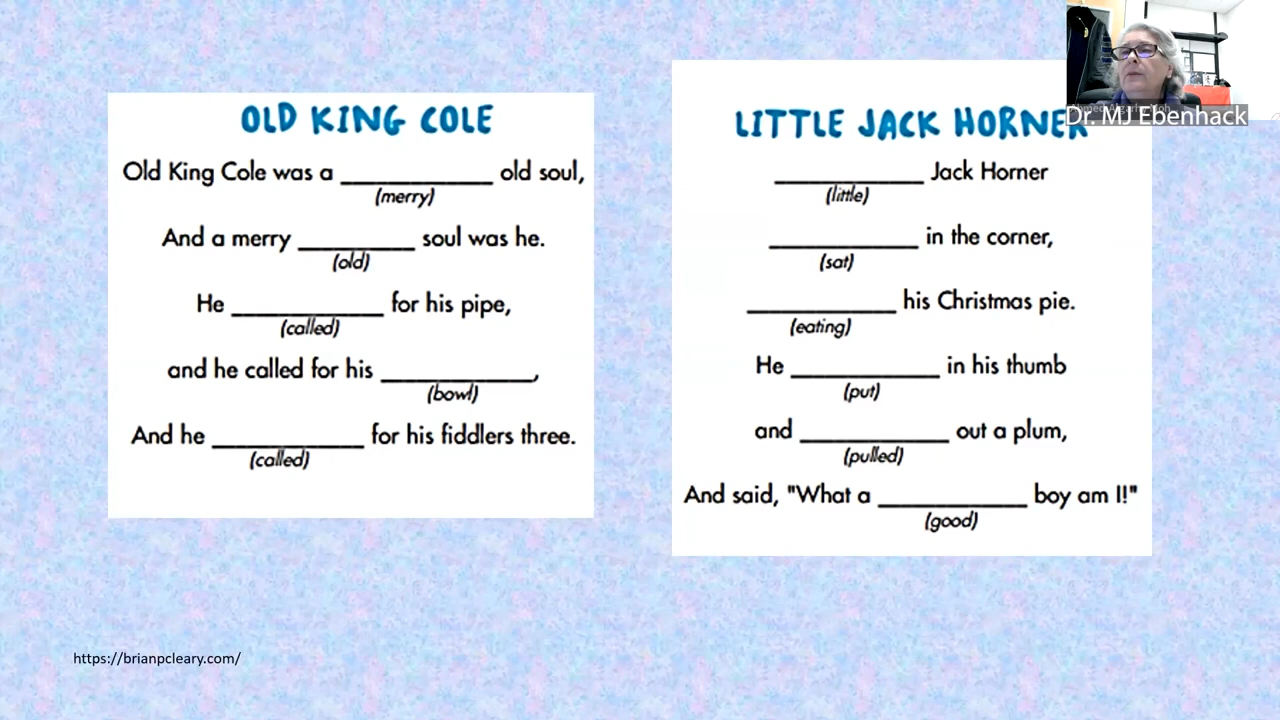 OLD KING COLE
Old King Cole was a ____________ old soul,
(merry)
And a merry _________ soul was he.
(old)
He ____________ for his pipe,
(called)
and he called for his ____________,
(bowl)
And he ____________ for his fiddlers three.
(called)
LITTLE JACK HORNER
____________ Jack Horner
(little)
____________ in the corner,
(sat)
____________ his Christmas pie.
(eating)
He ____________ in his thumb
(put)
and ____________ out a plum,
(pulled)
And said, "What a ____________ boy am I!"
(good)
Dr. MJ Ebenhack
https://brianpcleary.com/